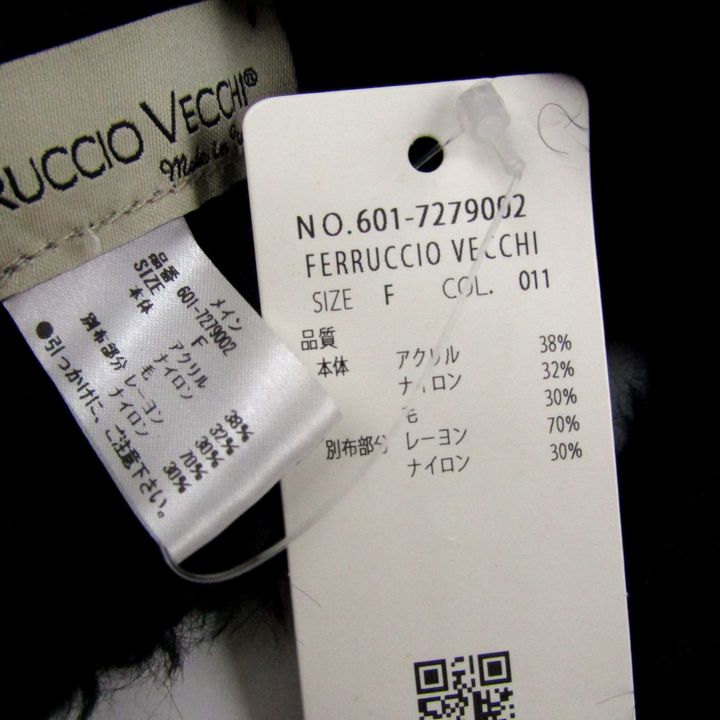 RUCCIO VECCHI®
Made in
品番 メイン
601-7279002
SIZE F
本体 アクリル 38%
毛 32%
ナイロン 30%
別布部分 レーヨン 70%
ナイロン 30%
●引っかけに、ご注意下さい。
NO.601-7279002
FERRUCCIO VECCHI
SIZE F COL. 011
品質
本体 アクリル 38%
ナイロン 32%
毛 30%
別布部分 レーヨン 70%
ナイロン 30%